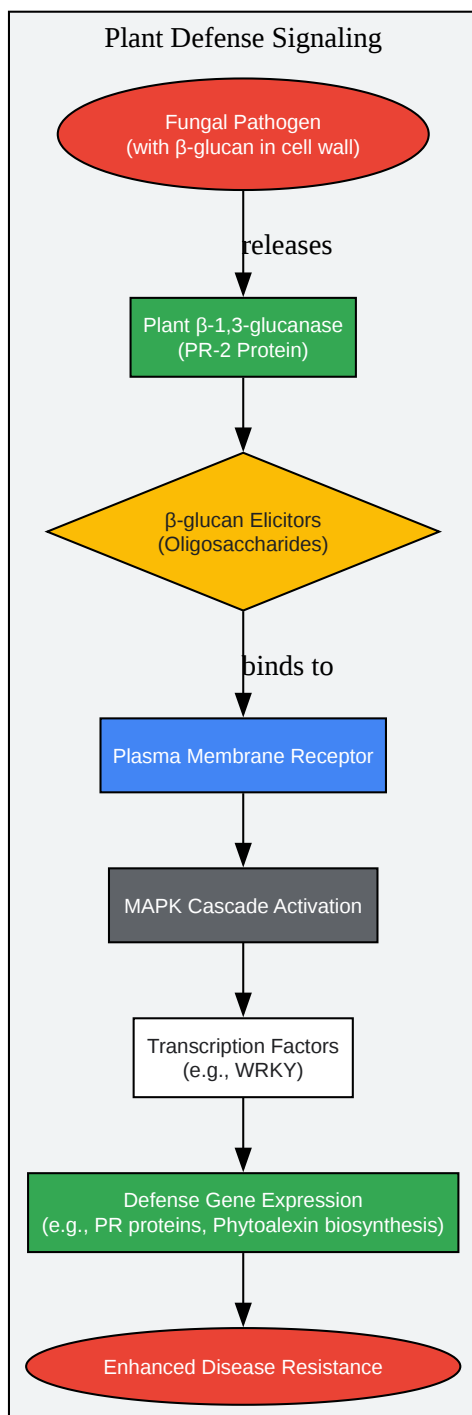 Plant Defense Signaling
Fungal Pathogen
(with β-glucan in cell wall)
releases
Plant β-1,3-glucanase
(PR-2 Protein)
β-glucan Elicitors
(Oligosaccharides)
binds to
Plasma Membrane Receptor
MAPK Cascade Activation
Transcription Factors
(e.g., WRKY)
Defense Gene Expression
(e.g., PR proteins, Phytoalexin biosynthesis)
Enhanced Disease Resistance